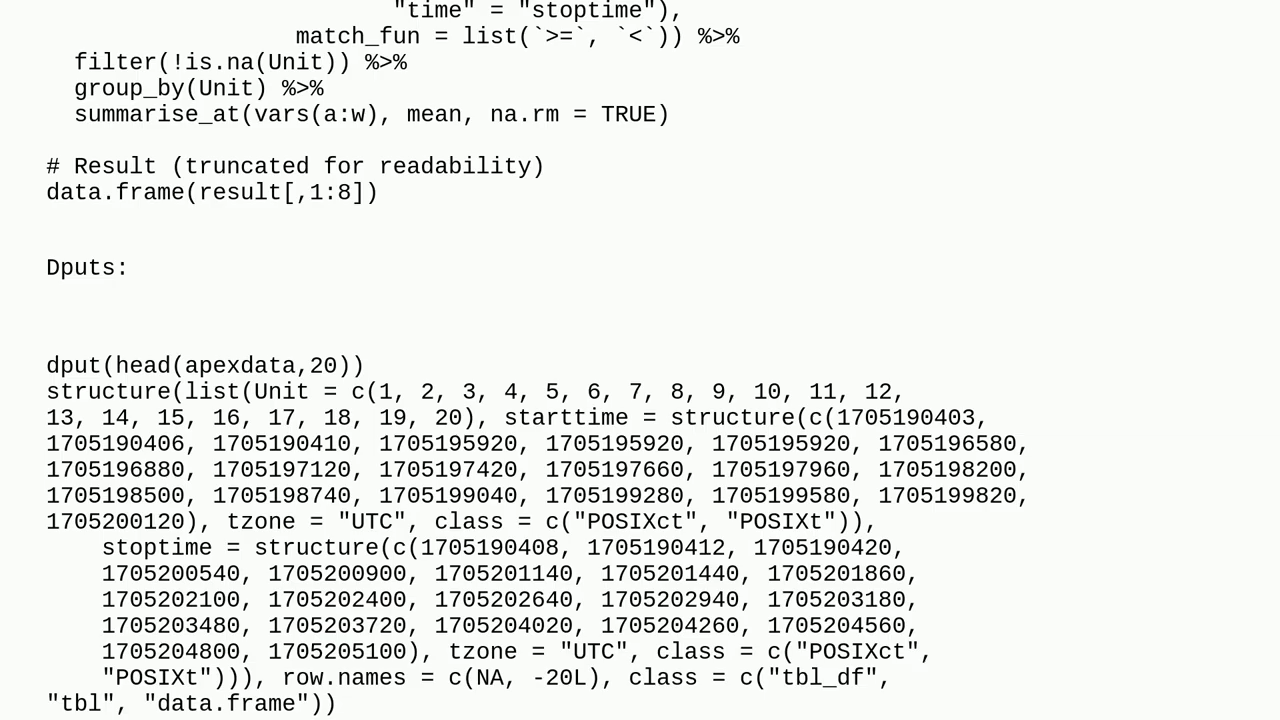 "time" = "stoptime"),
match_fun = list(`>=`, `<`)) %>%
filter(!is.na(Unit)) %>%
group_by(Unit) %>%
summarise_at(vars(a:w), mean, na.rm = TRUE)
# Result (truncated for readability)
data.frame(result[,1:8])
Dputs:
dput(head(apexdata,20))
structure(list(Unit = c(1, 2, 3, 4, 5, 6, 7, 8, 9, 10, 11, 12,
13, 14, 15, 16, 17, 18, 19, 20), starttime = structure(c(1705190403,
1705190406, 1705190410, 1705195920, 1705195920, 1705195920, 1705196580,
1705196880, 1705197120, 1705197420, 1705197660, 1705197960, 1705198200,
1705198500, 1705198740, 1705199040, 1705199280, 1705199580, 1705199820,
1705200120), tzone = "UTC", class = c("POSIXct", "POSIXt")),
stoptime = structure(c(1705190408, 1705190412, 1705190420,
1705200540, 1705200900, 1705201140, 1705201440, 1705201860,
1705202100, 1705202400, 1705202640, 1705202940, 1705203180,
1705203480, 1705203720, 1705204020, 1705204260, 1705204560,
1705204800, 1705205100), tzone = "UTC", class = c("POSIXct",
"POSIXt"))), row.names = c(NA, -20L), class = c("tbl_df",
"tbl", "data.frame"))